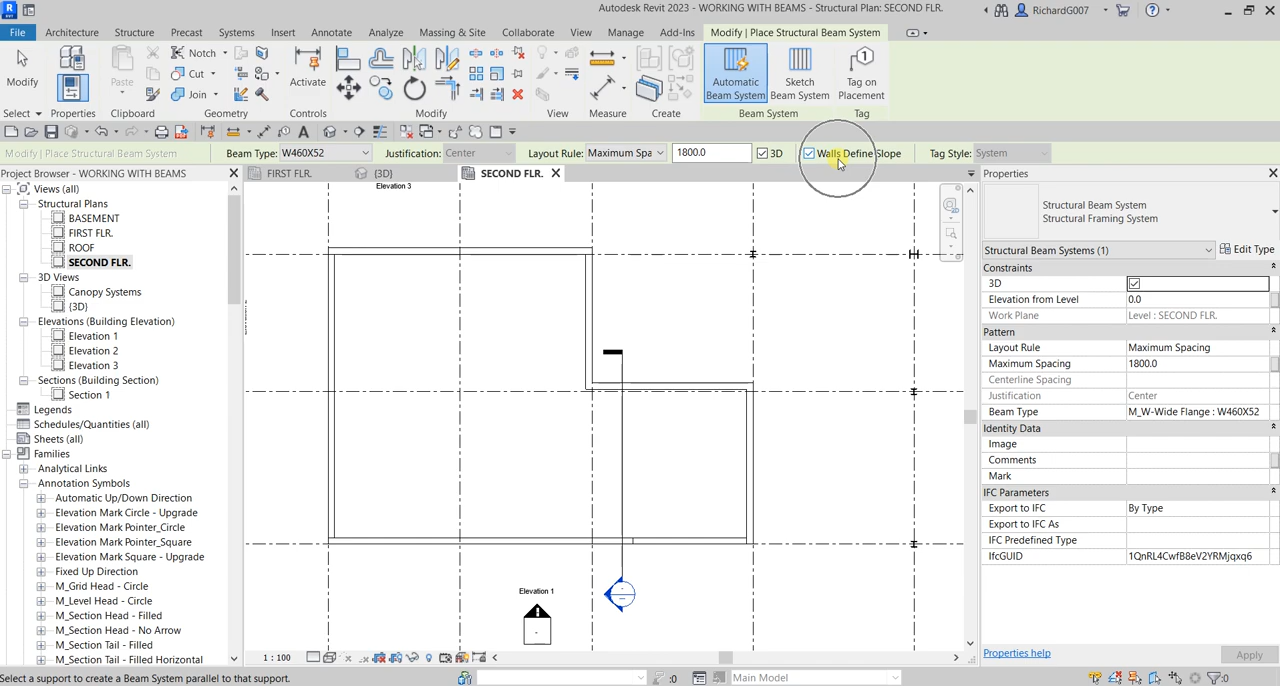 Autodesk Revit 2023 - WORKING WITH BEAMS - Structural Plan: SECOND FLR.
RichardG007
File Architecture Structure Precast Systems Insert Annotate Analyze Massing & Site Collaborate View Manage Add-Ins Modify | Place Structural Beam System
Modify
Paste
Notch
Cut
Join
Activate
Automatic Beam System
Sketch Beam System
Tag on Placement
Select Properties Clipboard Geometry Controls Modify View Measure Create Beam System Tag
Modify | Place Structural Beam System Beam Type: W460X52 Justification: Center Layout Rule: Maximum Spa 1800.0 3D Walls Define Slope Tag Style: System
Project Browser - WORKING WITH BEAMS
Views (all)
Structural Plans
BASEMENT
FIRST FLR.
ROOF
SECOND FLR.
3D Views
Canopy Systems
{3D}
Elevations (Building Elevation)
Elevation 1
Elevation 2
Elevation 3
Sections (Building Section)
Section 1
Legends
Schedules/Quantities (all)
Sheets (all)
Families
Analytical Links
Annotation Symbols
Automatic Up/Down Direction
Elevation Mark Circle - Upgrade
Elevation Mark Pointer_Circle
Elevation Mark Pointer_Square
Elevation Mark Square - Upgrade
Fixed Up Direction
M_Grid Head - Circle
M_Level Head - Circle
M_Section Head - Filled
M_Section Head - No Arrow
M_Section Tail - Filled
M_Section Tail - Filled Horizontal
FIRST FLR. {3D} SECOND FLR.
Elevation 3
Elevation 1
1 : 100
Properties
Structural Beam System
Structural Framing System
Structural Beam Systems (1) Edit Type
Constraints
3D
Elevation from Level 0.0
Work Plane Level : SECOND FLR.
Pattern
Layout Rule Maximum Spacing
Maximum Spacing 1800.0
Centerline Spacing
Justification Center
Beam Type M_W-Wide Flange : W460X52
Identity Data
Image
Comments
Mark
IFC Parameters
Export to IFC By Type
Export to IFC As
IFC Predefined Type
IfcGUID 1QnRL4CwfB8eV2YRMjqxq6
Properties help Apply
Select a support to create a Beam System parallel to that support. :0 Main Model :0